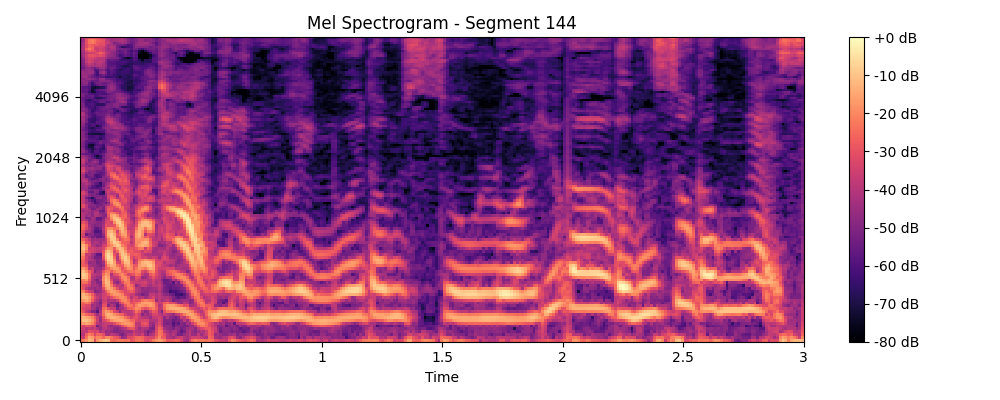 Mel Spectrogram - Segment 144
Frequency
4096
2048
1024
512
0
0
0.5
1
1.5
2
2.5
3
Time
+0 dB
-10 dB
-20 dB
-30 dB
-40 dB
-50 dB
-60 dB
-70 dB
-80 dB